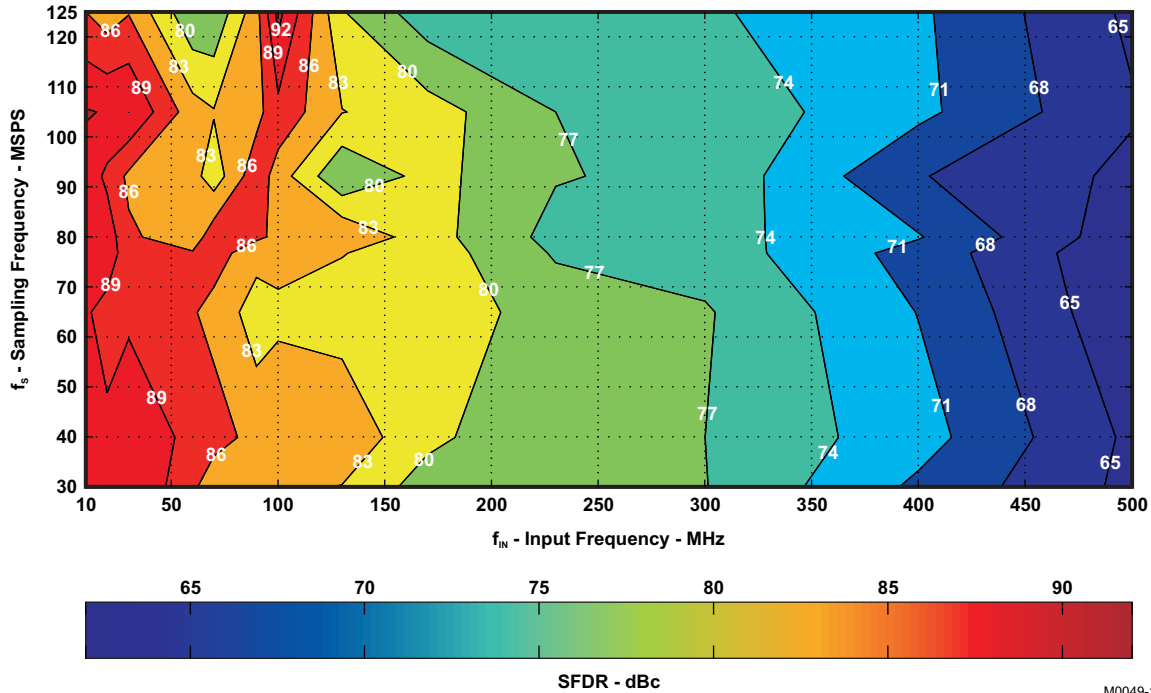 125
120
110
100
90
80
70
60
50
40
30
fS - Sampling Frequency - MSPS
86 80 92 65
89
83 86 83 80 74
89 71 68
77
83 86
86 80
83
86 74 71 68
89 80 77
65
83
89 77 71 68
86 83 80 74 65
10 50 100 150 200 250 300 350 400 450 500
fIN - Input Frequency - MHz
65 70 75 80 85 90
SFDR - dBc